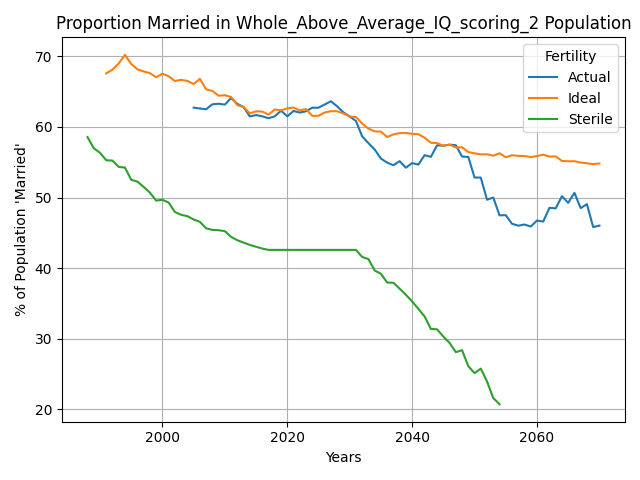 Proportion Married in Whole_Above_Average_IQ_scoring_2 Population
% of Population 'Married'
70
60
50
40
30
20
Fertility
Actual
Ideal
Sterile
2000 2020 2040 2060
Years